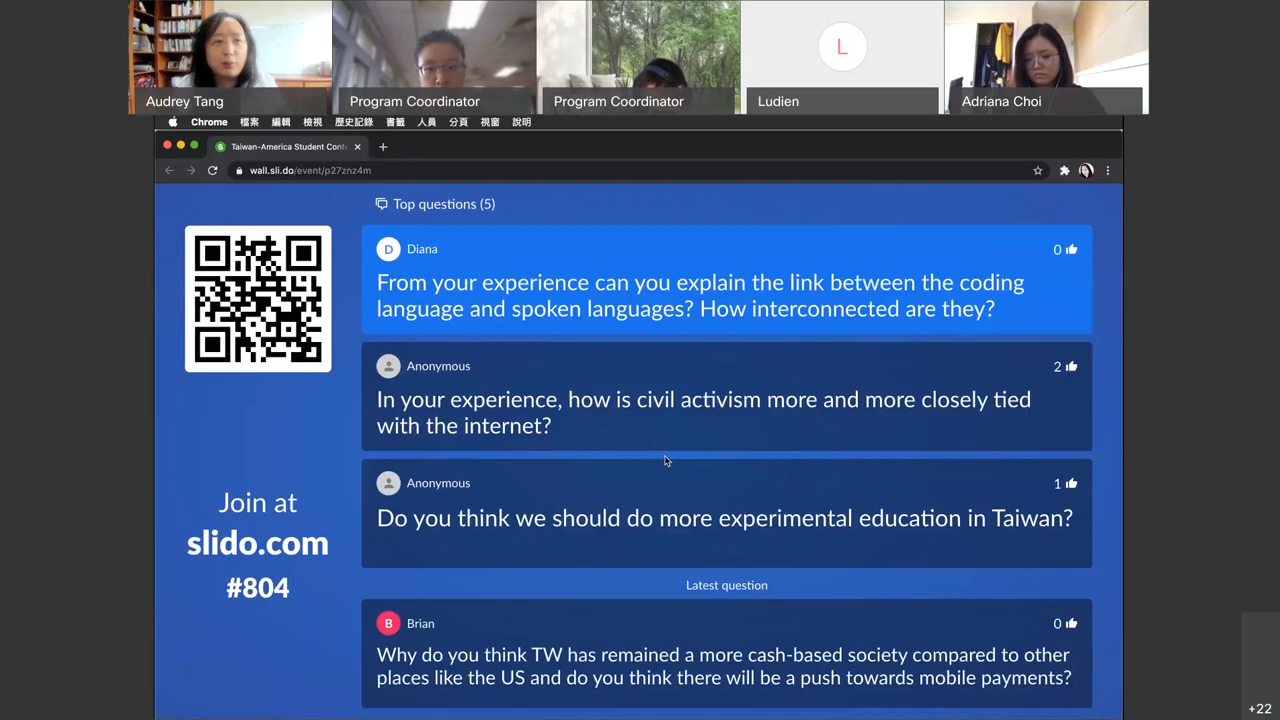 Audrey Tang
Program Coordinator
Program Coordinator
L
Ludien
Adriana Choi
Chrome 檔案 編輯 檢視 歷史記錄 書籤 人員 分頁 視窗 說明
S Taiwan-America Student Conf
wall.sli.do/event/p27znz4m
Top questions (5)
D Diana 0
From your experience can you explain the link between the coding
language and spoken languages? How interconnected are they?
Anonymous 2
In your experience, how is civil activism more and more closely tied
with the internet?
Anonymous 1
Do you think we should do more experimental education in Taiwan?
Join at
slido.com
#804
Latest question
B Brian 0
Why do you think TW has remained a more cash-based society compared to other
places like the US and do you think there will be a push towards mobile payments?
+22